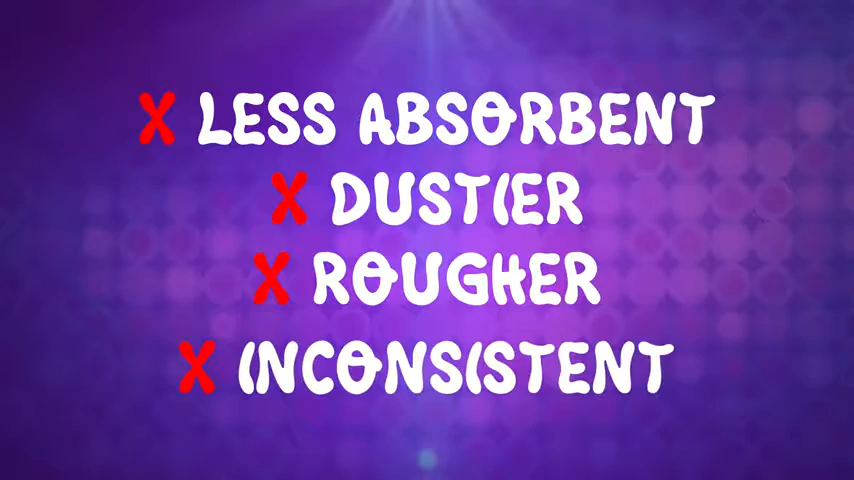 X LESS ABSORBENT
X DUSTIER
X ROUGHER
X INCONSISTENT